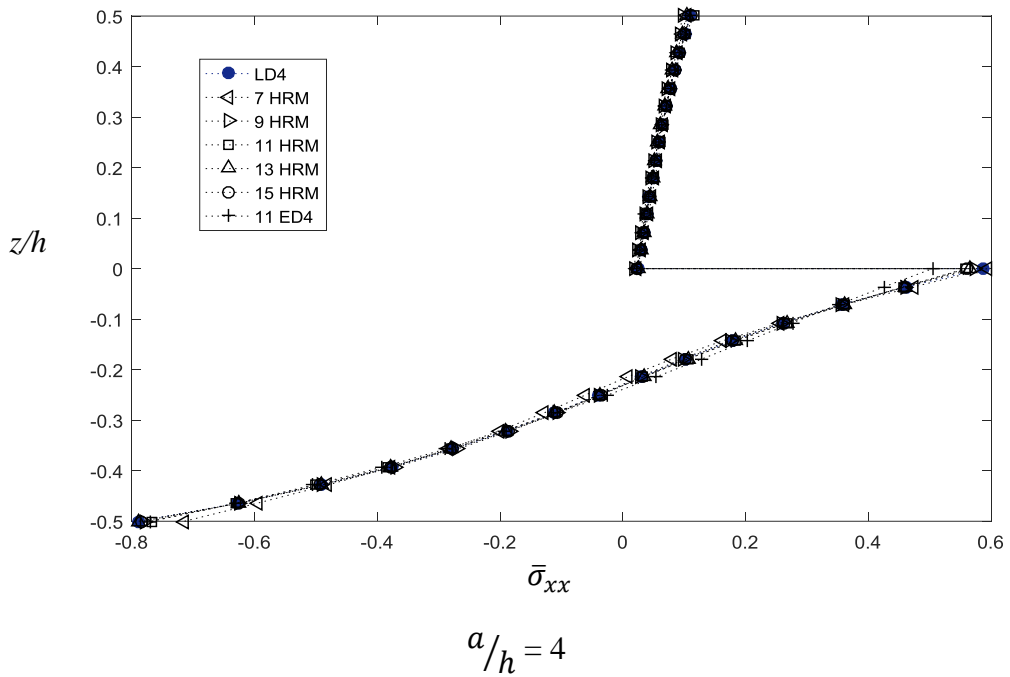 0.5
0.4
0.3
0.2
0.1
0
-0.1
-0.2
-0.3
-0.4
-0.5
z/h
LD4
7 HRM
9 HRM
11 HRM
13 HRM
15 HRM
11 ED4
-0.8 -0.6 -0.4 -0.2 0 0.2 0.4 0.6
σ̄xx
a/h = 4